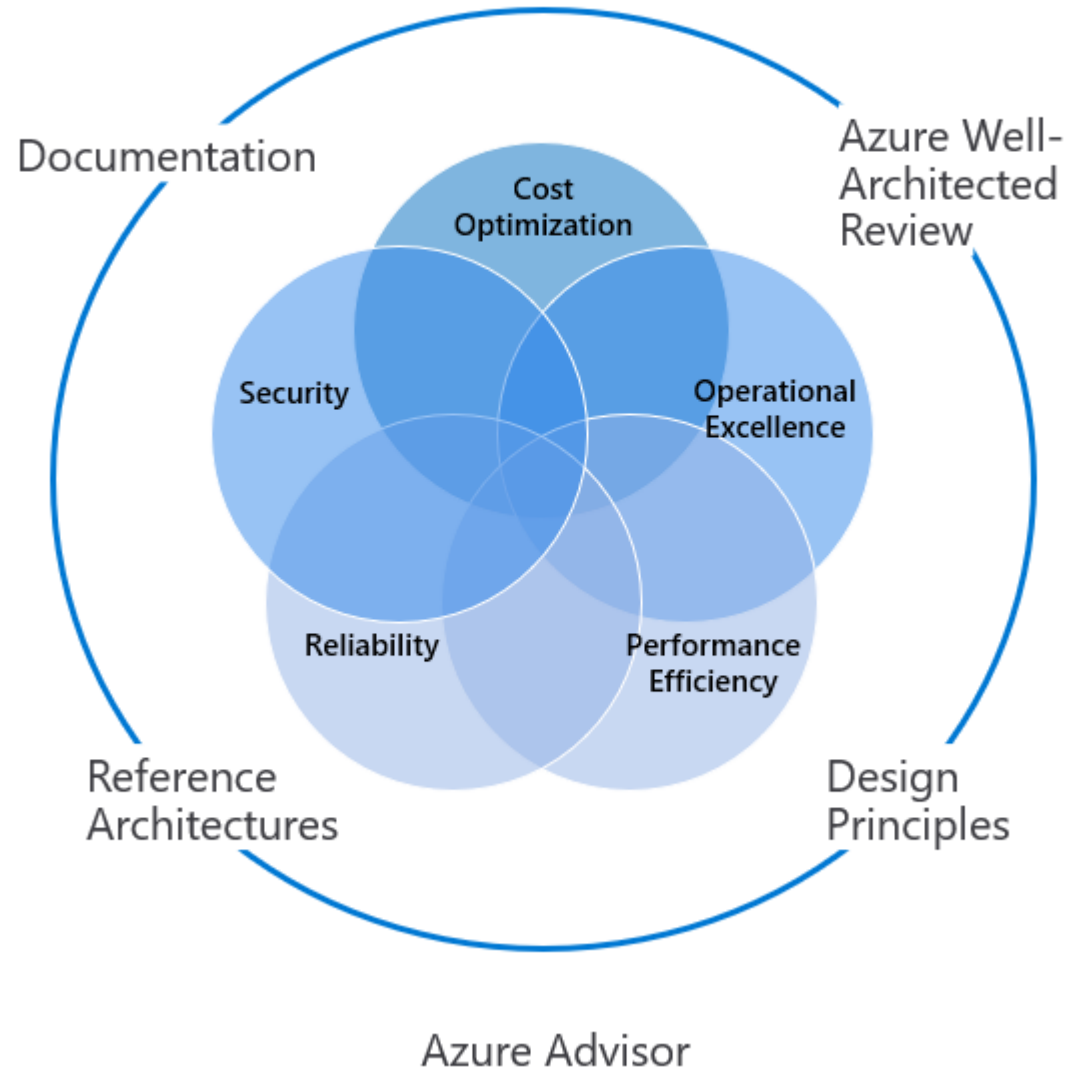 Documentation
Azure Well-
Architected
Review
Cost
Optimization
Security
Operational
Excellence
Reliability
Performance
Efficiency
Reference
Architectures
Design
Principles
Azure Advisor